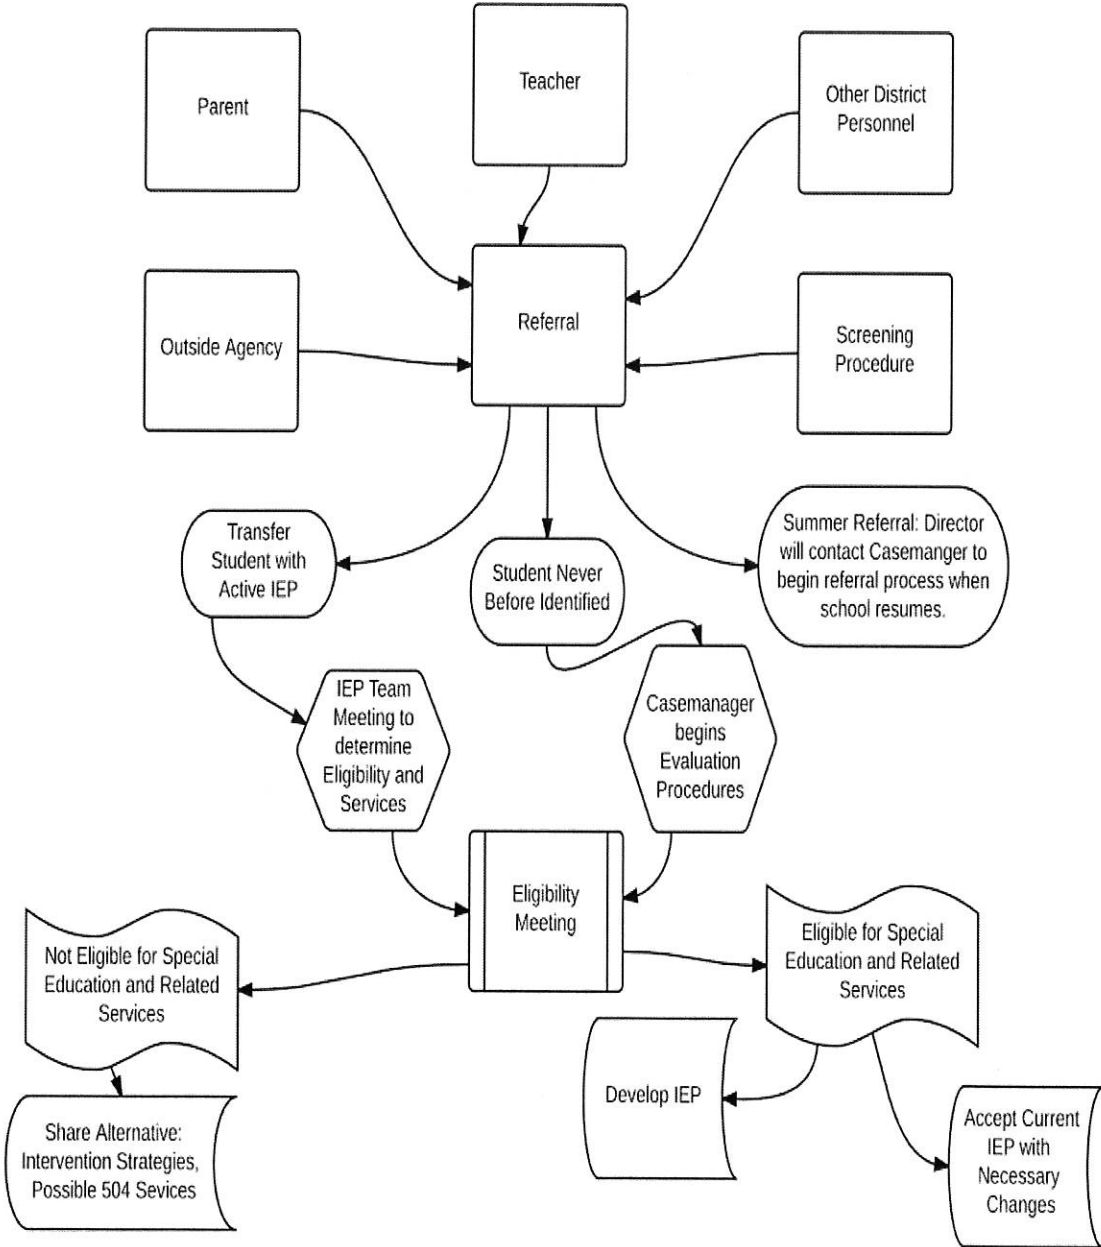 Parent
Teacher
Other District
Personnel
Outside Agency
Referral
Screening
Procedure
Transfer
Student with
Active IEP
Student Never
Before Identified
Summer Referral: Director
will contact Casemanger to
begin referral process when
school resumes.
IEP Team
Meeting to
determine
Eligibility and
Services
Casemanager
begins
Evaluation
Procedures
Eligibility
Meeting
Not Eligible for Special
Education and Related
Services
Eligible for Special
Education and Related
Services
Develop IEP
Share Alternative:
Intervention Strategies,
Possible 504 Sevices
Accept Current
IEP with
Necessary
Changes